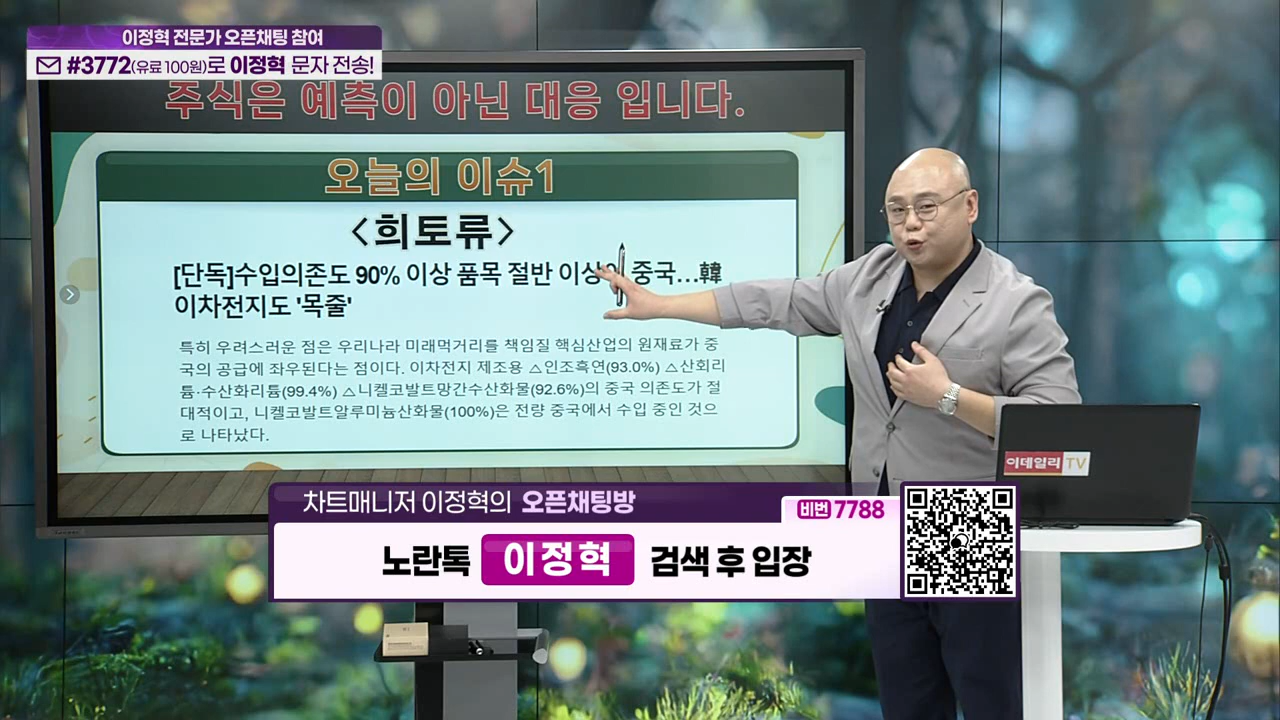 이정혁 전문가 오픈채팅 참여
#3772(유료 100원)로 이정혁 문자 전송!
주식은 예측이 아닌 대응 입니다.
오늘의 이슈1
<희토류>
[단독]수입의존도 90% 이상 품목 절반 이상이 중국…韓
이차전지도 '목줄'
특히 우려스러운 점은 우리나라 미래먹거리를 책임질 핵심산업의 원재료가 중
국의 공급에 좌우된다는 점이다. 이차전지 제조용 △인조흑연(93.0%) △산화리
튬·수산화리튬(99.4%) △니켈코발트망간수산화물(92.6%)의 중국 의존도가 절
대적이고, 니켈코발트알루미늄산화물(100%)은 전량 중국에서 수입 중인 것으
로 나타났다.
이데일리 TV
차트매니저 이정혁의 오픈채팅방
비번 7788
노란톡 이정혁 검색 후 입장